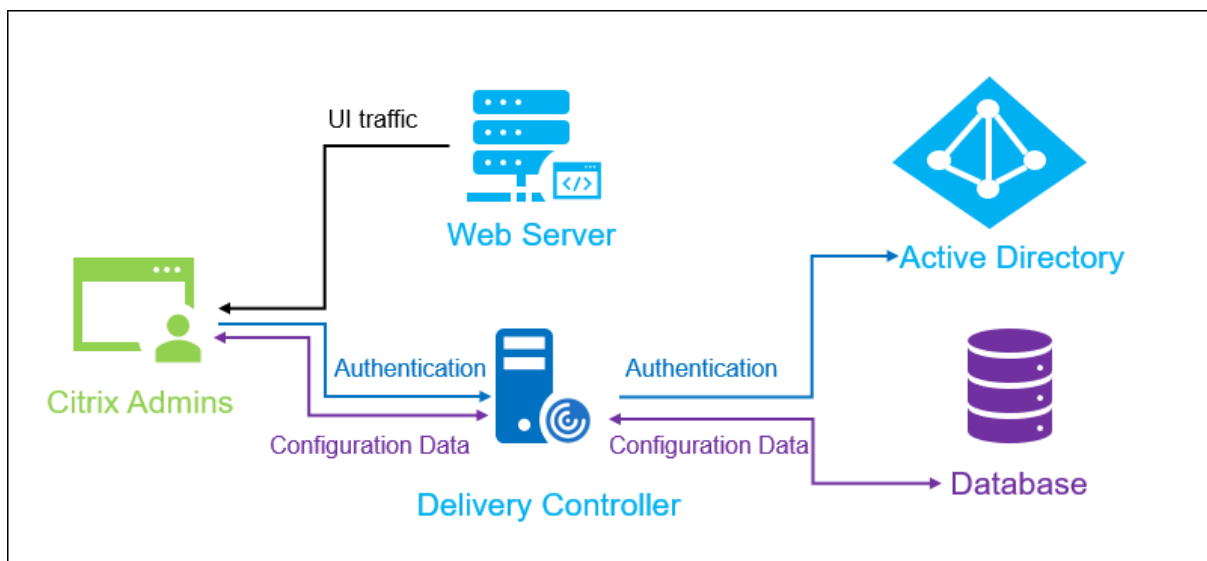 UI traffic
</>
Web Server
Active Directory
Citrix Admins
Authentication
Authentication
Configuration Data
Configuration Data
Delivery Controller
Database